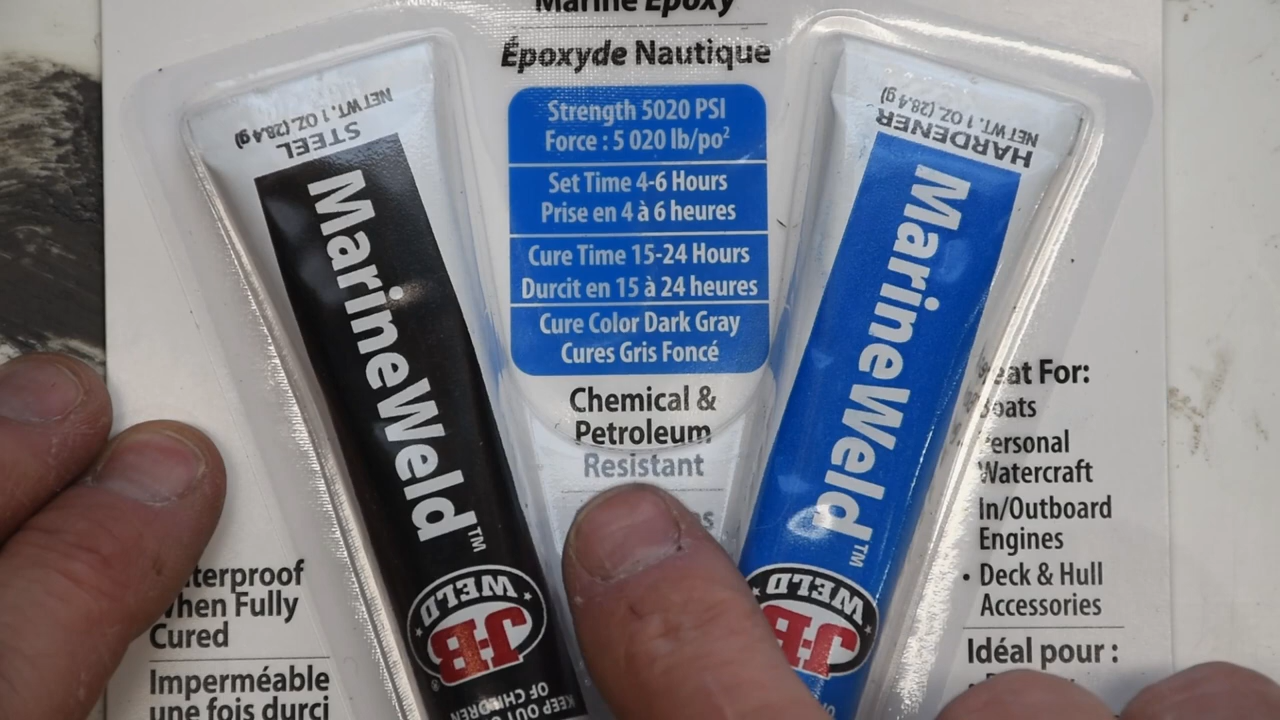 Marine Epoxy
Époxyde Nautique
Strength 5020 PSI
Force : 5 020 lb/po²
Set Time 4-6 Hours
Prise en 4 à 6 heures
Cure Time 15-24 Hours
Durcit en 15 à 24 heures
Cure Color Dark Gray
Cures Gris Foncé
Chemical &
Petroleum
Resistant
NET WT. 1 OZ. (28.4 g)
STEEL
MarineWeld™
J-B
WELD
®
KEEP OUT
OF CHILDREN
NET WT. 1 OZ. (28.4 g)
HARDENER
MarineWeld™
J-B
WELD
When Fully
Cured
Imperméable
une fois durci
For:
Watercraft
In/Outboard
Engines
• Deck & Hull
Accessories
Idéal pour :